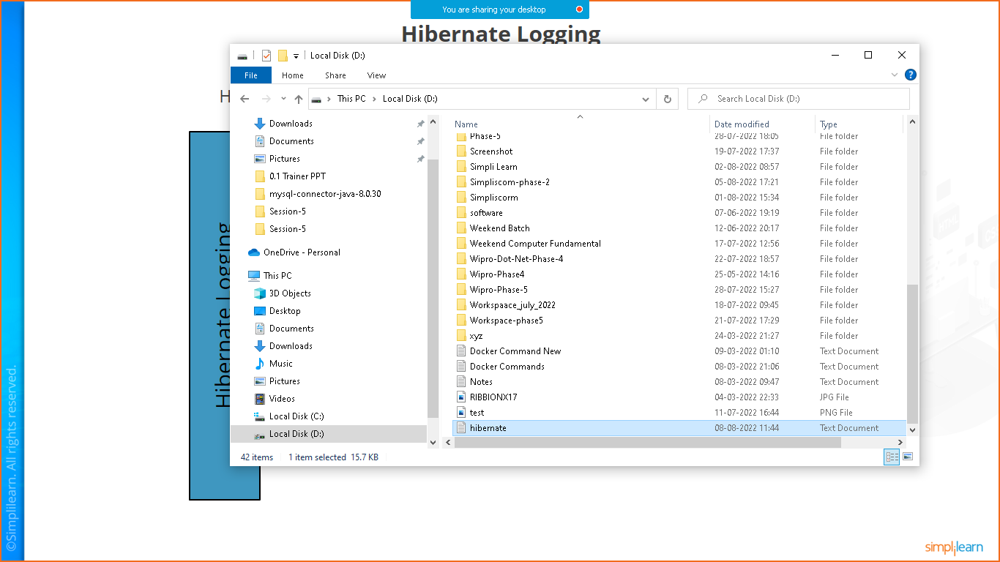 You are sharing your desktop
Hibernate Logging
Local Disk (D:)
File Home Share View
This PC Local Disk (D:)
Search Local Disk (D:)
H
Downloads
Documents
Pictures
0.1 Trainer PPT
mysql-connector-java-8.0.30
Session-5
Session-5
OneDrive - Personal
This PC
3D Objects
Desktop
Documents
Downloads
Music
Pictures
Videos
Local Disk (C:)
Local Disk (D:)
Name Date modified Type
Phase-5 28-07-2022 18:05 File folder
Screenshot 19-07-2022 17:37 File folder
Simpli Learn 02-08-2022 08:57 File folder
Simpliscom-phase-2 05-08-2022 17:21 File folder
Simpliscorm 01-08-2022 15:34 File folder
software 07-06-2022 19:19 File folder
Weekend Batch 12-06-2022 20:17 File folder
Weekend Computer Fundamental 17-07-2022 12:56 File folder
Wipro-Dot-Net-Phase-4 22-07-2022 18:57 File folder
Wipro-Phase4 25-05-2022 14:16 File folder
Wipro-Phase-5 28-07-2022 15:27 File folder
Workspaace_july_2022 18-07-2022 09:45 File folder
Workspace-phase5 21-07-2022 17:29 File folder
xyz 24-03-2022 21:27 File folder
Docker Command New 09-03-2022 01:10 Text Document
Docker Commands 08-03-2022 21:06 Text Document
Notes 08-03-2022 09:47 Text Document
RIBBIONX17 04-03-2022 22:33 JPG File
test 11-07-2022 16:44 PNG File
hibernate 08-08-2022 11:44 Text Document
42 items 1 item selected 15.7 KB
Hibernate Logging
©Simplilearn. All rights reserved.
HTML
simplilearn